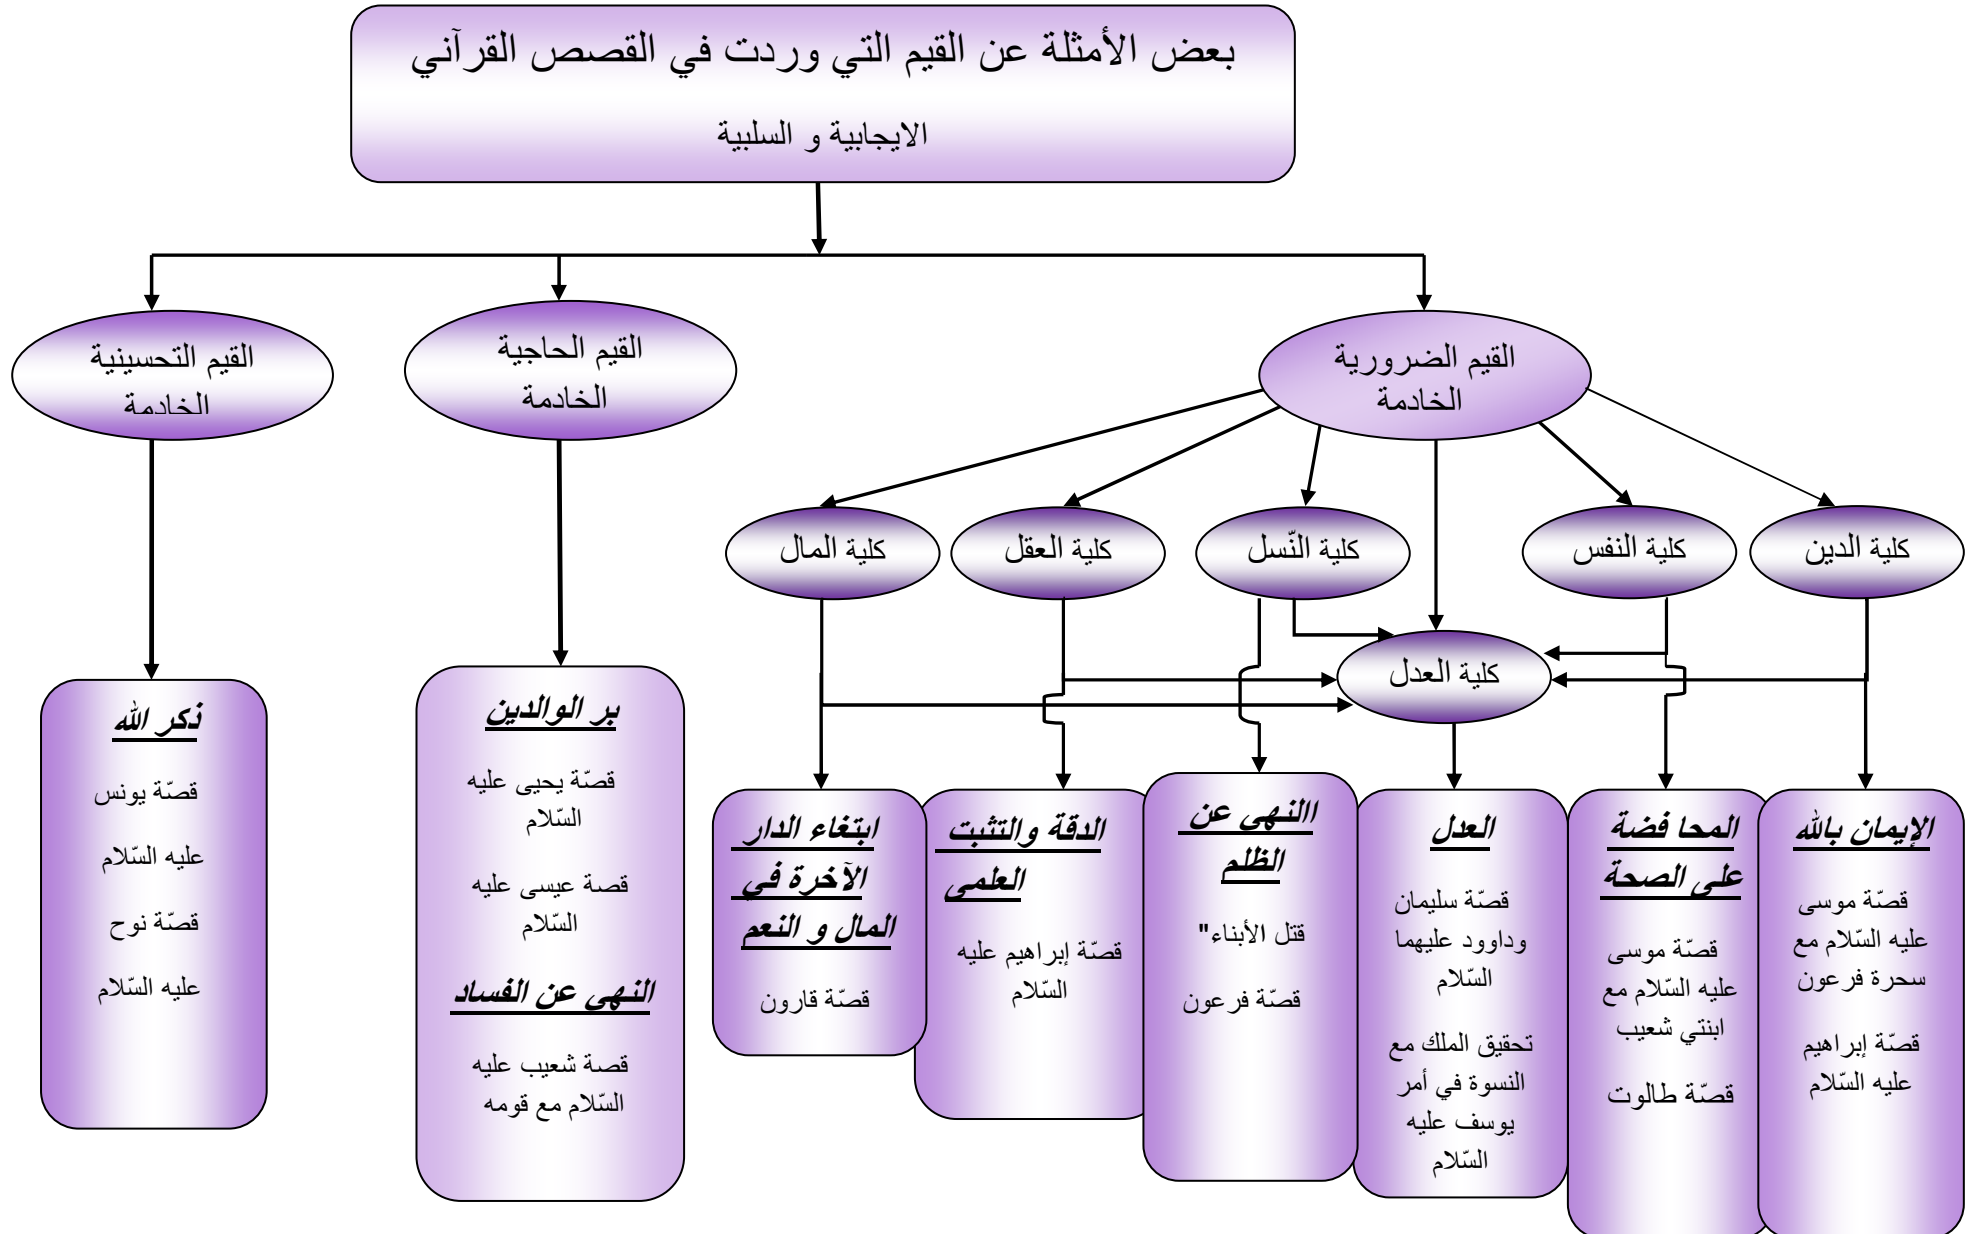 بعض الأمثلة عن القيم التي وردت في القصص القرآني
الايجابية و السلبية
القيم الضرورية
الخادمة
القيم الحاجية
الخادمة
القيم التحسينية
الخادمة
كلية الدين
كلية النفس
كلية النّسل
كلية العقل
كلية المال
كلية العدل
الإيمان بالله
قصّة موسى
عليه السّلام مع
سحرة فرعون
قصّة إبراهيم
عليه السّلام
المحا فضة
على الصحة
قصّة موسى
عليه السّلام مع
ابنتي شعيب
قصّة طالوت
العدل
قصّة سليمان
وداوود عليهما
السّلام
تحقيق الملك مع
النسوة في أمر
يوسف عليه
السّلام
االنهي عن
الظلم
قتل الأبناء"
قصّة فرعون
الدقة والتثبت
العلمي
قصّة إبراهيم عليه
السّلام
ابتغاء الدار
الآخرة في
المال و النعم
قصّة قارون
بر الوالدين
قصّة يحيى عليه
السّلام
قصة عيسى عليه
السّلام
النهي عن الفساد
قصة شعيب عليه
السّلام مع قومه
ذكر الله
قصّة يونس
عليه السّلام
قصّة نوح
عليه السّلام